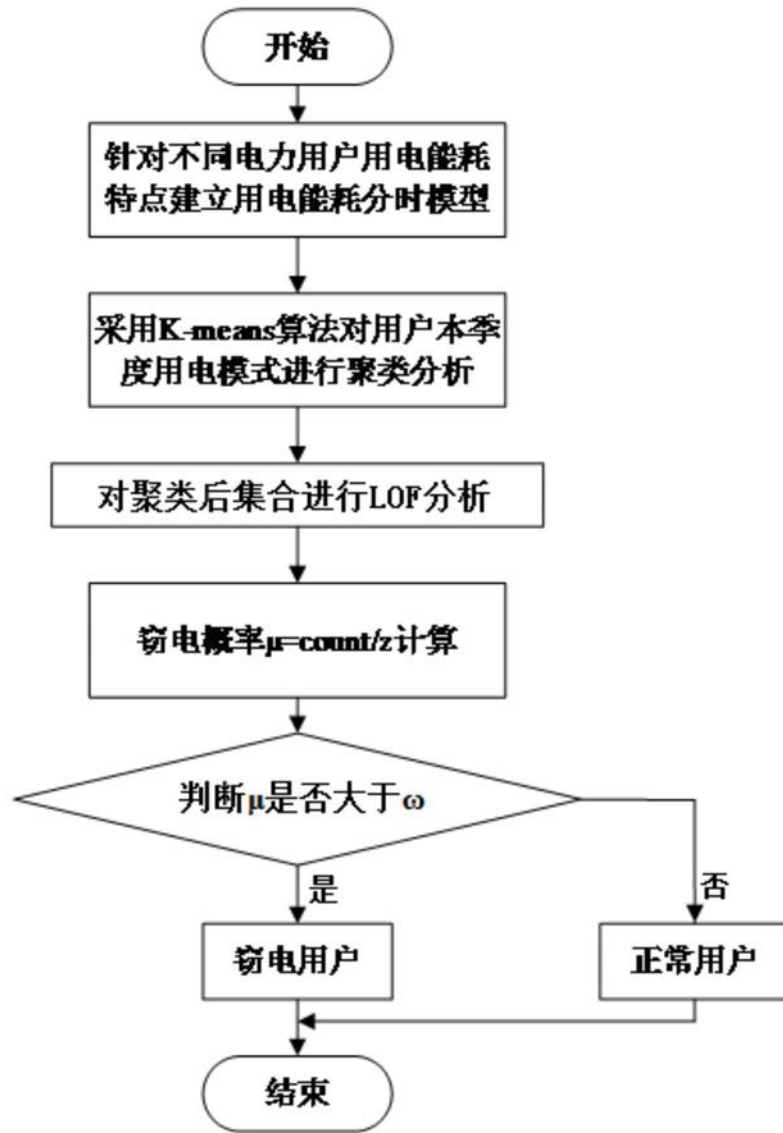 开始
针对不同电力用户用电能耗
特点建立用电能耗分时模型
采用K-means算法对用户本季
度用电模式进行聚类分析
对聚类后集合进行LOF分析
窃电概率μ=count/z计算
判断μ是否大于ω
是
否
窃电用户
正常用户
结束